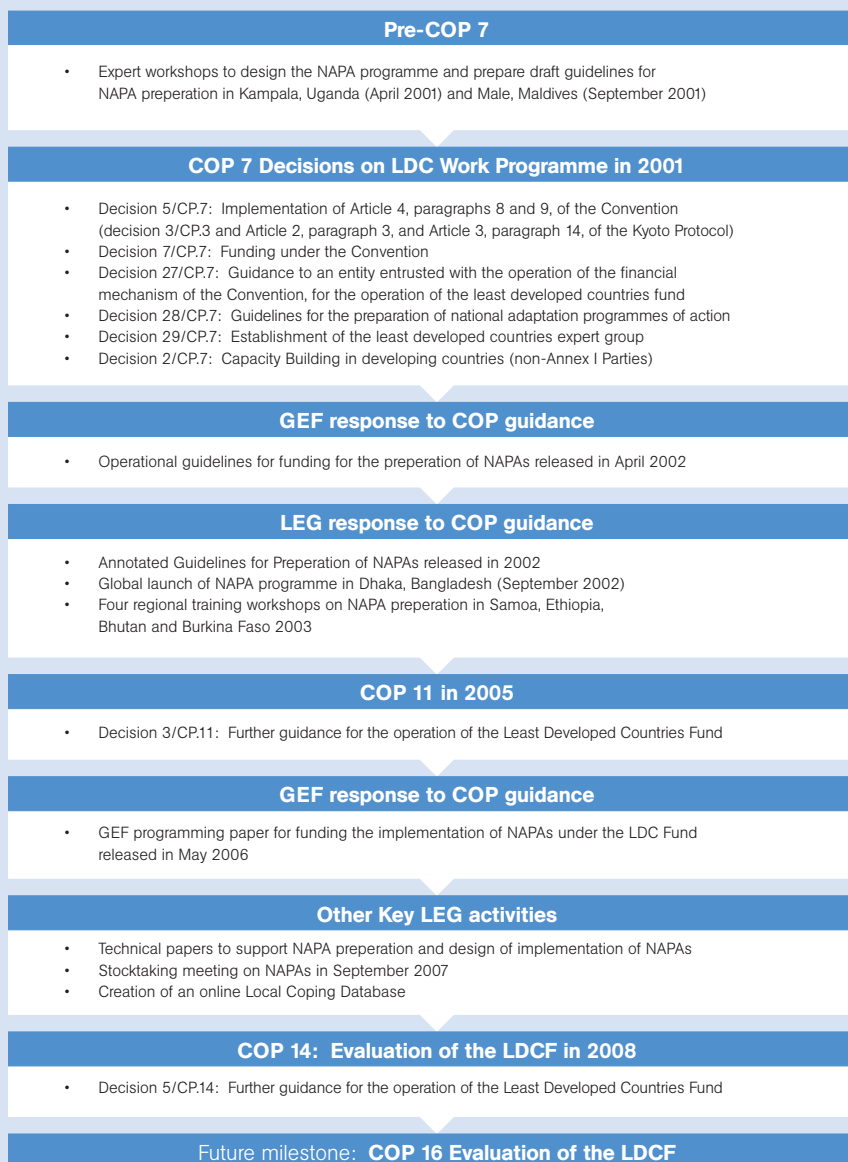 Pre-COP 7
• Expert workshops to design the NAPA programme and prepare draft guidelines for
NAPA preperation in Kampala, Uganda (April 2001) and Male, Maldives (September 2001)
COP 7 Decisions on LDC Work Programme in 2001
• Decision 5/CP.7: Implementation of Article 4, paragraphs 8 and 9, of the Convention
(decision 3/CP.3 and Article 2, paragraph 3, and Article 3, paragraph 14, of the Kyoto Protocol)
• Decision 7/CP.7: Funding under the Convention
• Decision 27/CP.7: Guidance to an entity entrusted with the operation of the financial
mechanism of the Convention, for the operation of the least developed countries fund
• Decision 28/CP.7: Guidelines for the preparation of national adaptation programmes of action
• Decision 29/CP.7: Establishment of the least developed countries expert group
• Decision 2/CP.7: Capacity Building in developing countries (non-Annex I Parties)
GEF response to COP guidance
• Operational guidelines for funding for the preperation of NAPAs released in April 2002
LEG response to COP guidance
• Annotated Guidelines for Preperation of NAPAs released in 2002
• Global launch of NAPA programme in Dhaka, Bangladesh (September 2002)
• Four regional training workshops on NAPA preperation in Samoa, Ethiopia,
Bhutan and Burkina Faso 2003
COP 11 in 2005
• Decision 3/CP.11: Further guidance for the operation of the Least Developed Countries Fund
GEF response to COP guidance
• GEF programming paper for funding the implementation of NAPAs under the LDC Fund
released in May 2006
Other Key LEG activities
• Technical papers to support NAPA preperation and design of implementation of NAPAs
• Stocktaking meeting on NAPAs in September 2007
• Creation of an online Local Coping Database
COP 14: Evaluation of the LDCF in 2008
• Decision 5/CP.14: Further guidance for the operation of the Least Developed Countries Fund
Future milestone: COP 16 Evaluation of the LDCF